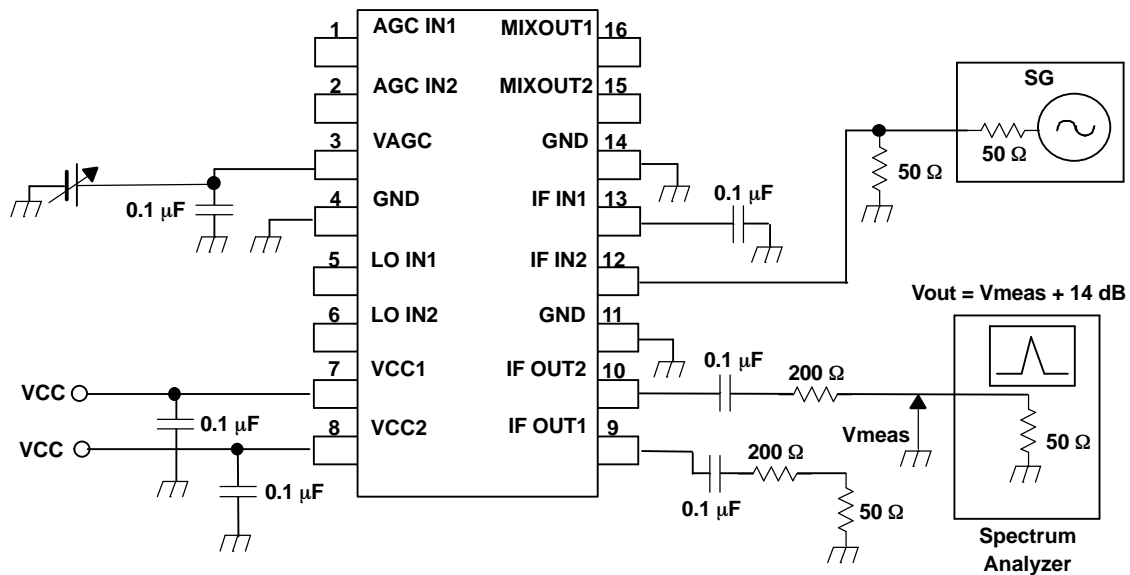 1 AGC IN1 MIXOUT1 16
2 AGC IN2 MIXOUT2 15
SG
3 VAGC GND 14
50 Ω
50 Ω
0.1 μF
4 GND IF IN1 13
0.1 μF
5 LO IN1 IF IN2 12
Vout = Vmeas + 14 dB
6 LO IN2 GND 11
0.1 μF
7 VCC1 IF OUT2 10
200 Ω
VCC
Vmeas
0.1 μF
8 VCC2 IF OUT1 9
50 Ω
VCC
200 Ω
0.1 μF
0.1 μF
50 Ω
Spectrum
Analyzer